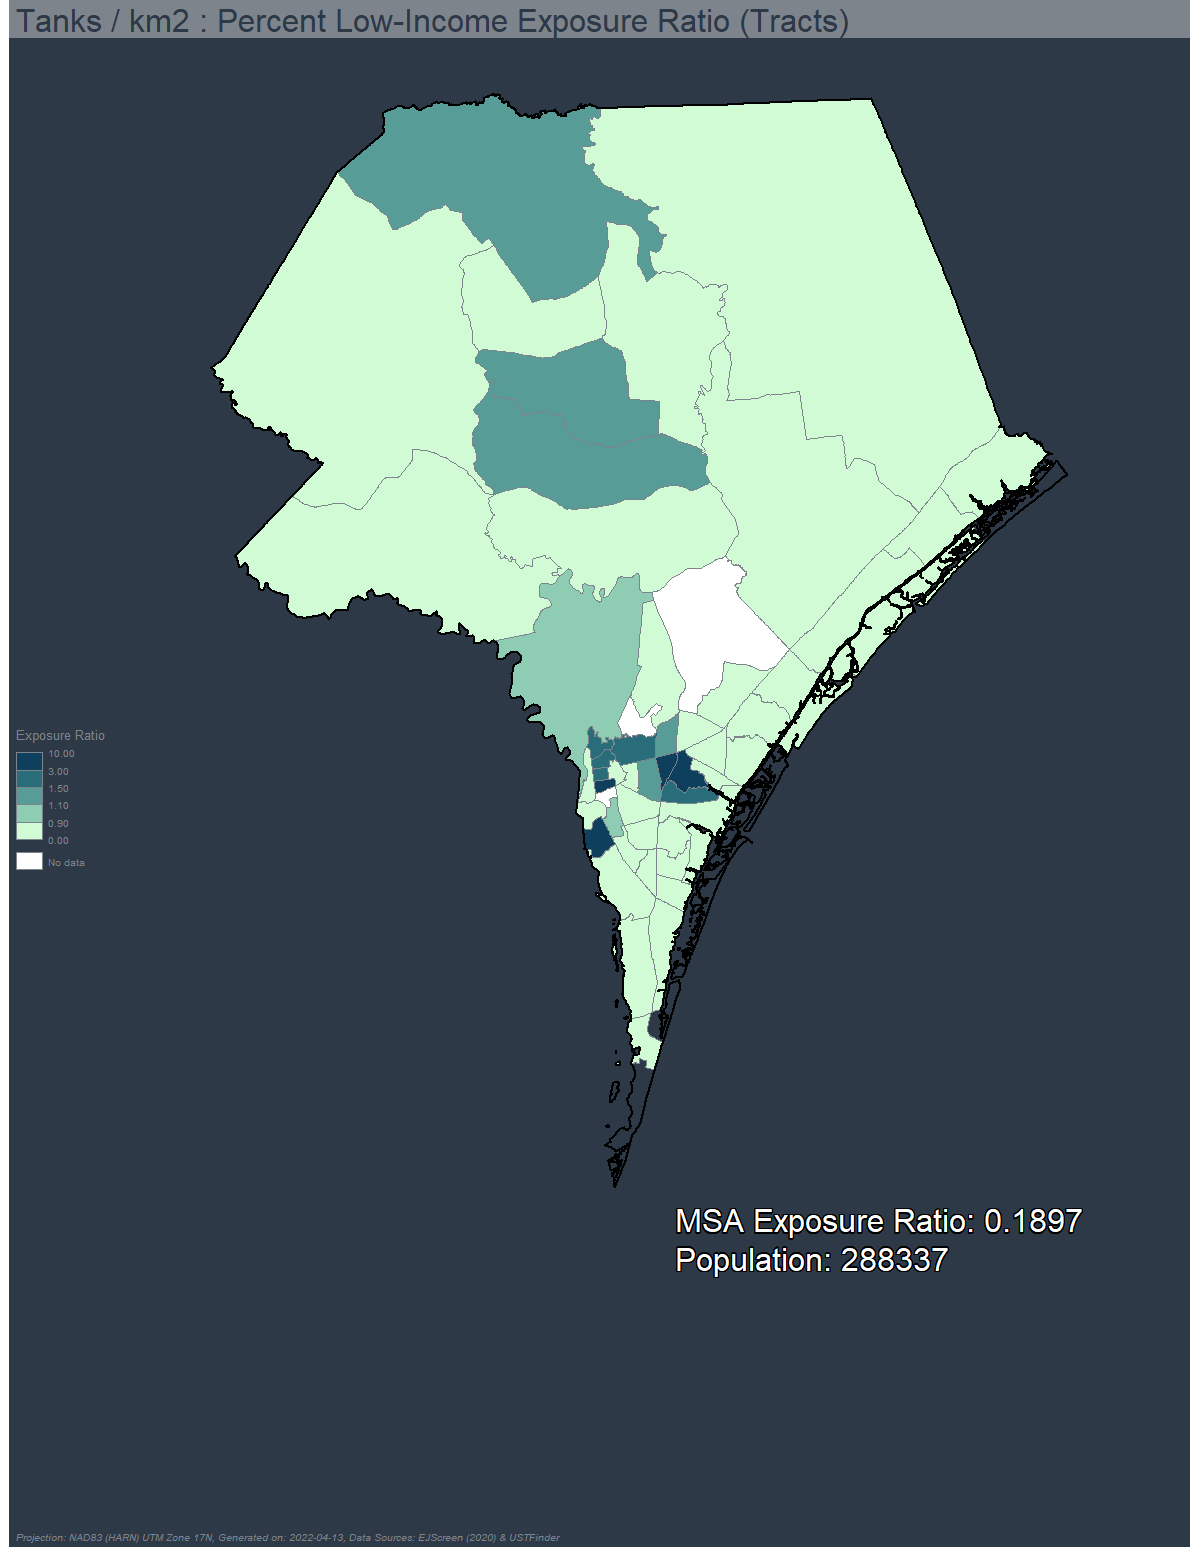 Tanks / km2 : Percent Low-Income Exposure Ratio (Tracts)
Exposure Ratio
10.00
3.00
1.50
1.10
0.90
0.00
No data
MSA Exposure Ratio: 0.1897
Population: 288337
Projection: NAD83 (HARN) UTM Zone 17N, Generated on: 2022-04-13, Data Sources: EJScreen (2020) & USTFinder